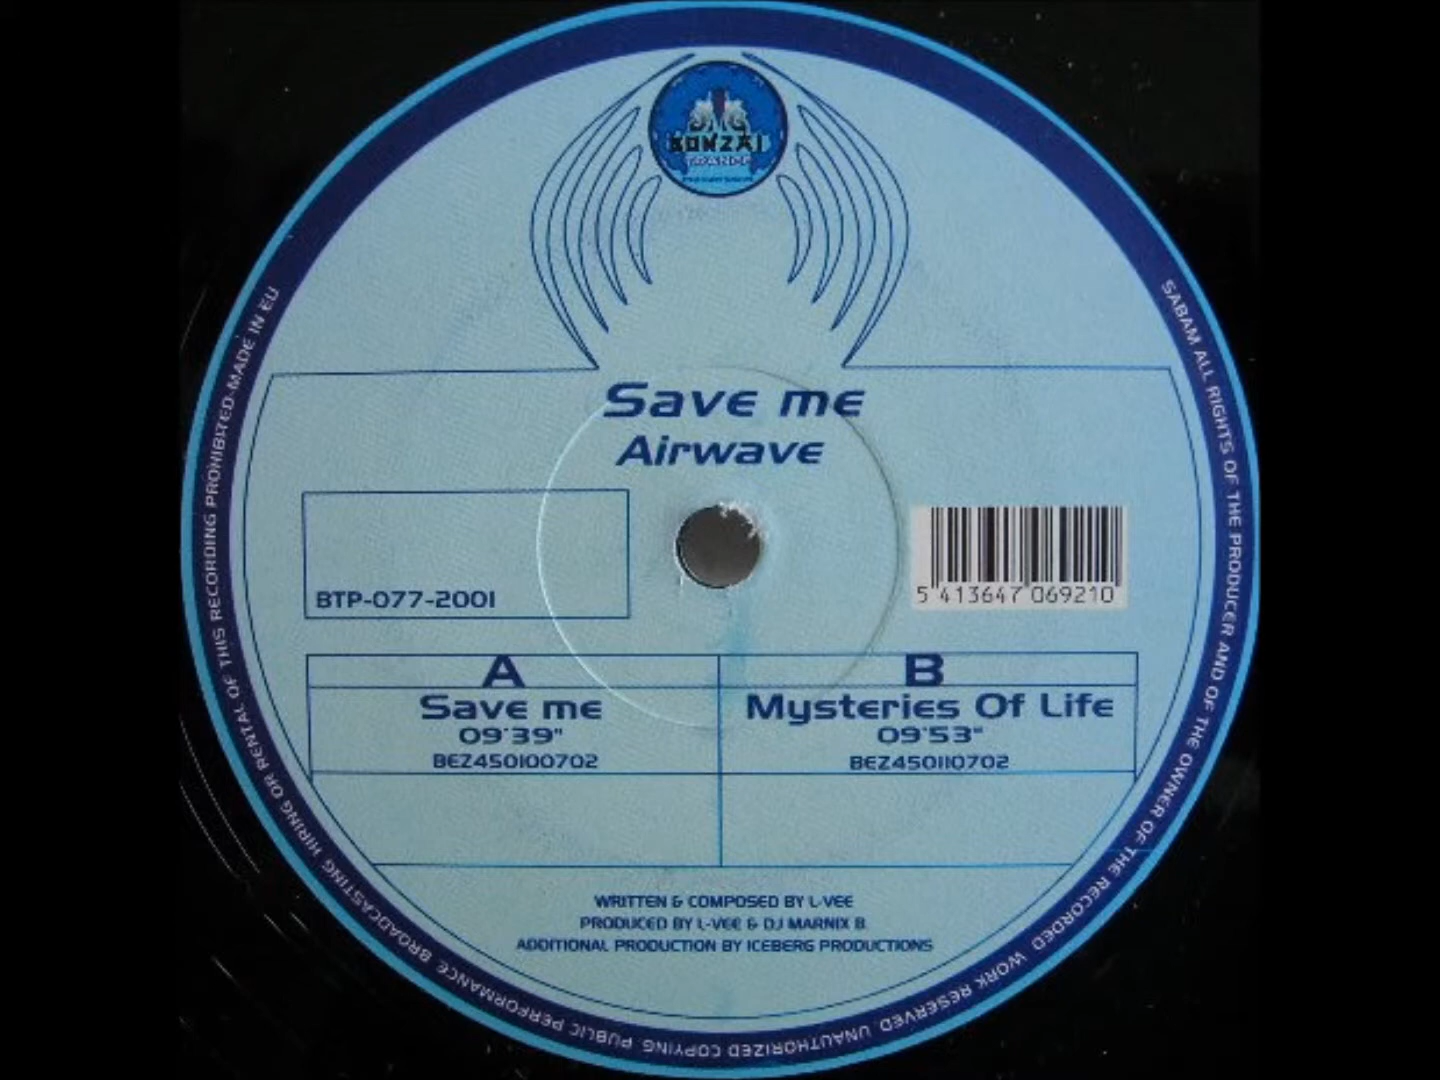 BONZAI
Save me
Airwave
BTP-077-2001
5 413647 069210
A
Save me
09'39"
BEZ450100702
B
Mysteries Of Life
09'53"
BEZ450110702
WRITTEN & COMPOSED BY L-VEE
PRODUCED BY L-VEE & DJ MARNIX B.
ADDITIONAL PRODUCTION BY ICEBERG PRODUCTIONS
SABAM ALL RIGHTS OF THE PRODUCER AND OF THE OWNER OF THE RECORDED WORK RESERVED. UNAUTHORIZED COPYING PUBLIC PERFORMANCE BROADCASTING HIRING OR RENTAL OF THIS RECORDING PROHIBITED-MADE IN EU